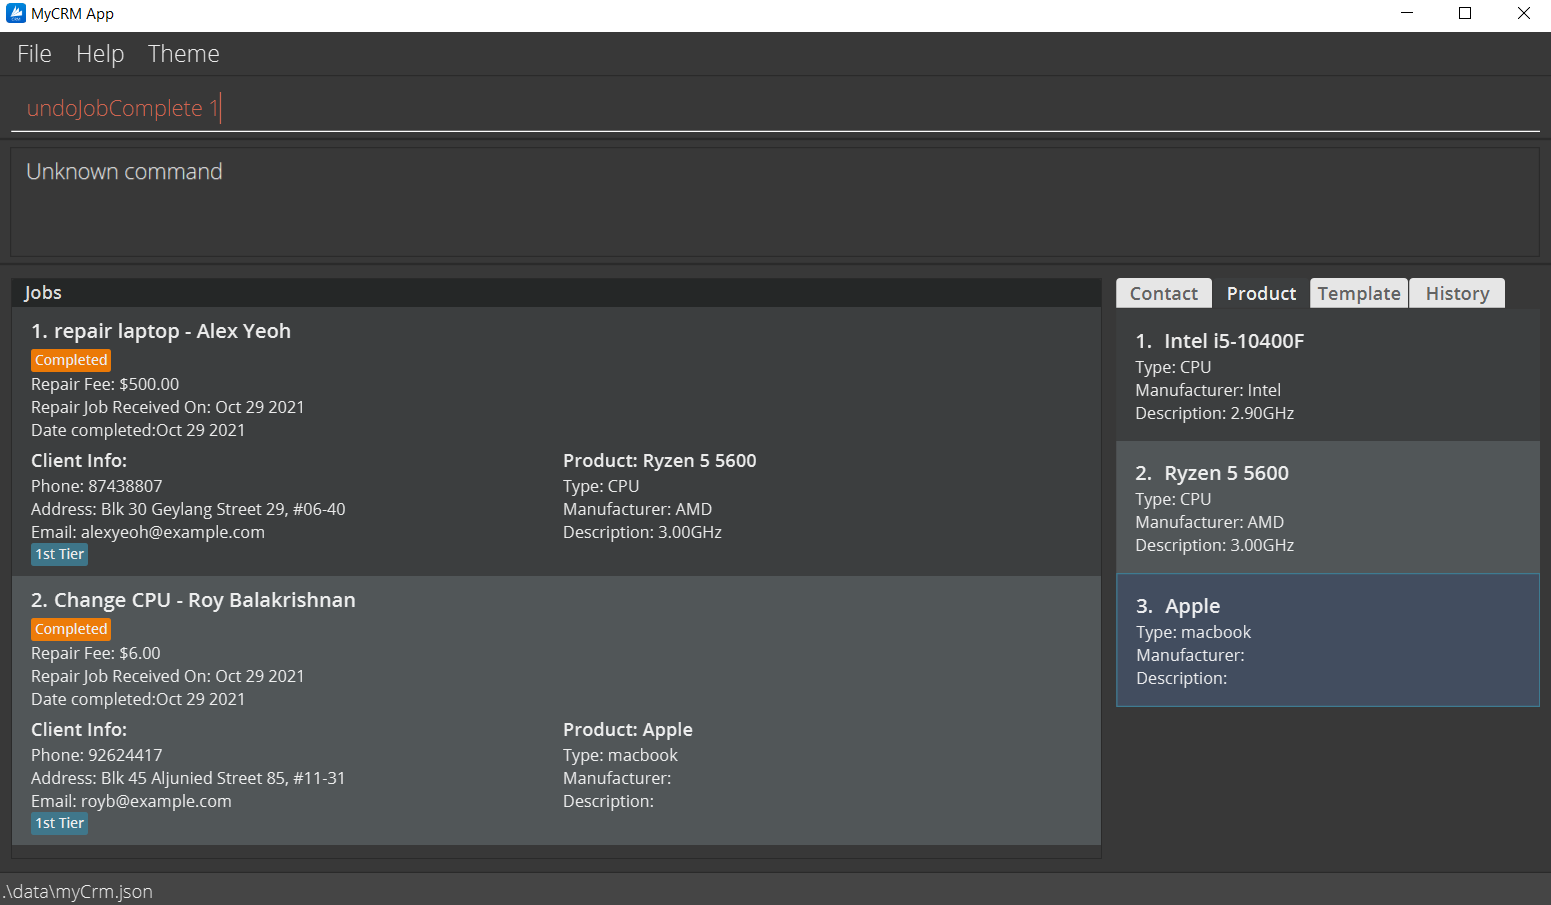 MyCRM App
File Help Theme
undoJobComplete 1
Unknown command
Jobs
1. repair laptop - Alex Yeoh
Completed
Repair Fee: $500.00
Repair Job Received On: Oct 29 2021
Date completed:Oct 29 2021
Client Info:
Phone: 87438807
Address: Blk 30 Geylang Street 29, #06-40
Email: alexyeoh@example.com
1st Tier
Product: Ryzen 5 5600
Type: CPU
Manufacturer: AMD
Description: 3.00GHz
2. Change CPU - Roy Balakrishnan
Completed
Repair Fee: $6.00
Repair Job Received On: Oct 29 2021
Date completed:Oct 29 2021
Client Info:
Phone: 92624417
Address: Blk 45 Aljunied Street 85, #11-31
Email: royb@example.com
1st Tier
Product: Apple
Type: macbook
Manufacturer:
Description:
Contact Product Template History
1. Intel i5-10400F
Type: CPU
Manufacturer: Intel
Description: 2.90GHz
2. Ryzen 5 5600
Type: CPU
Manufacturer: AMD
Description: 3.00GHz
3. Apple
Type: macbook
Manufacturer:
Description:
.\data\myCrm.json